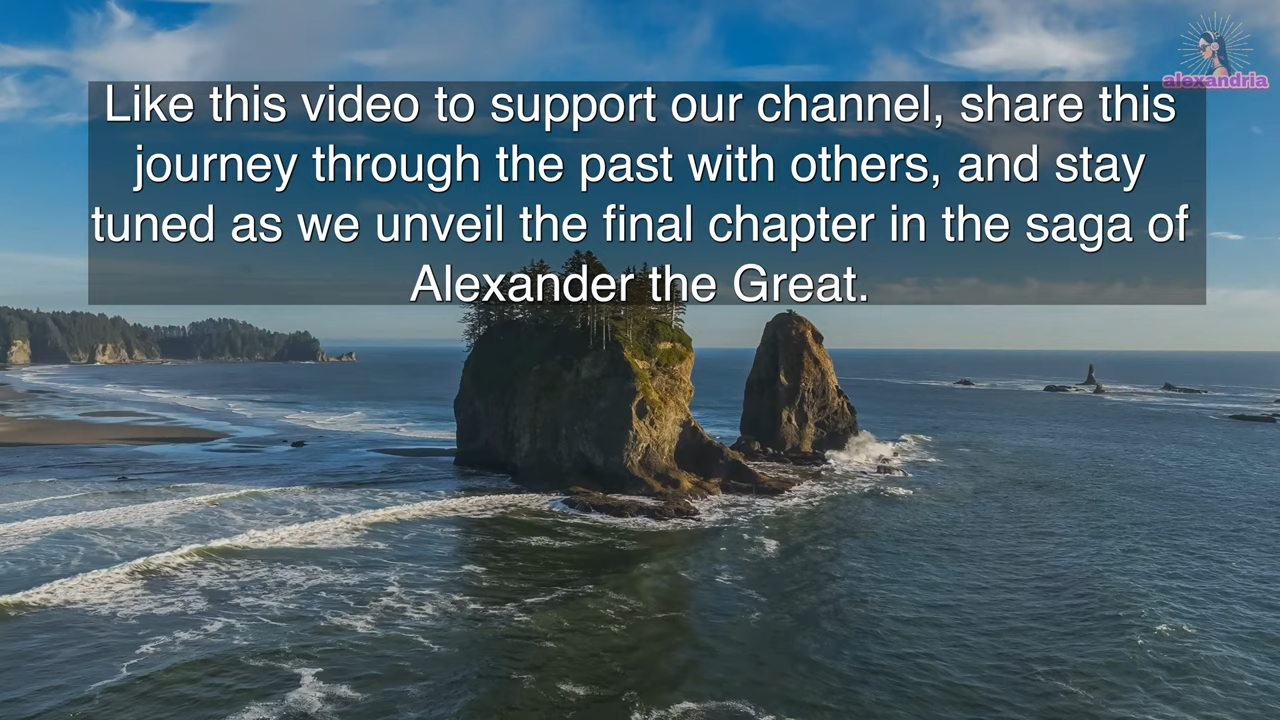 alexandria
Like this video to support our channel, share this
journey through the past with others, and stay
tuned as we unveil the final chapter in the saga of
Alexander the Great.